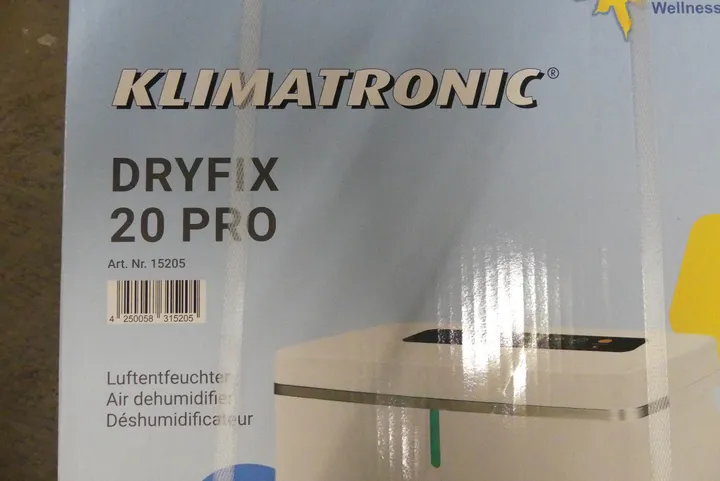 Wellness
KLIMATRONIC®
DRYFIX
20 PRO
Art. Nr. 15205
4 250058 315205
Luftentfeuchter
Air dehumidifier
Déshumidificateur